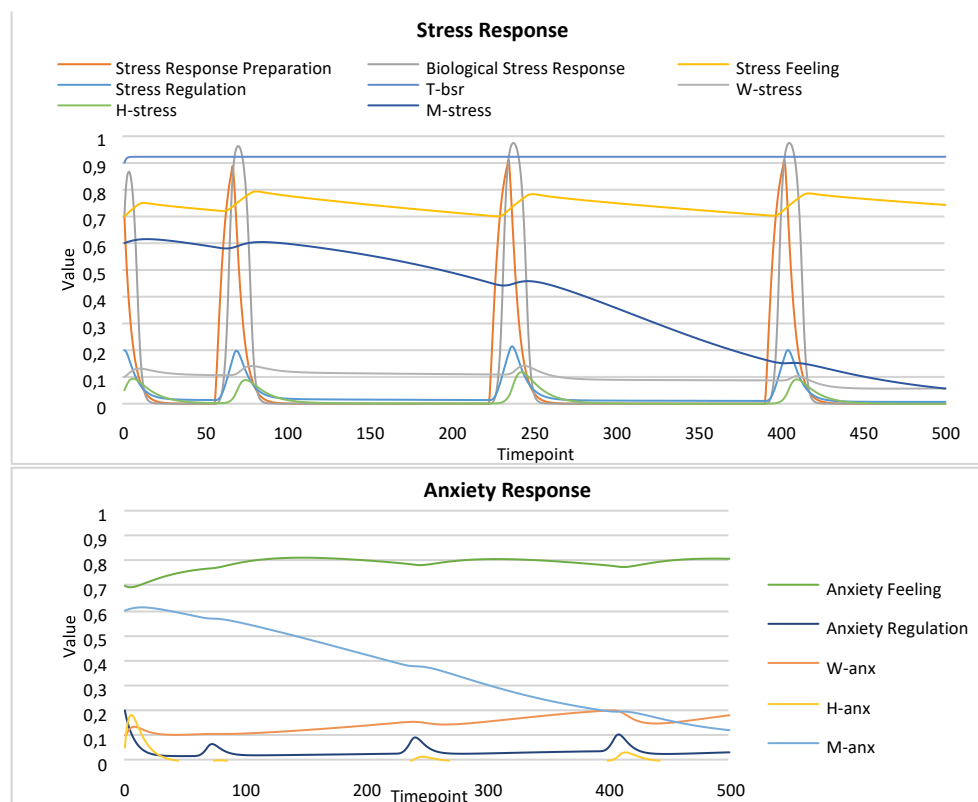 Stress Response
Stress Response Preparation Biological Stress Response Stress Feeling
Stress Regulation T-bsr W-stress
H-stress M-stress
1
0,9
0,8
0,7
0,6
0,5
0,4
0,3
0,2
0,1
0
Value
0 50 100 150 200 250 300 350 400 450 500
Timepoint
Anxiety Response
1
0,9
0,8
0,7
0,6
0,5
0,4
0,3
0,2
0,1
0
Value
0 100 200 300 400 500
Timepoint
Anxiety Feeling
Anxiety Regulation
W-anx
H-anx
M-anx